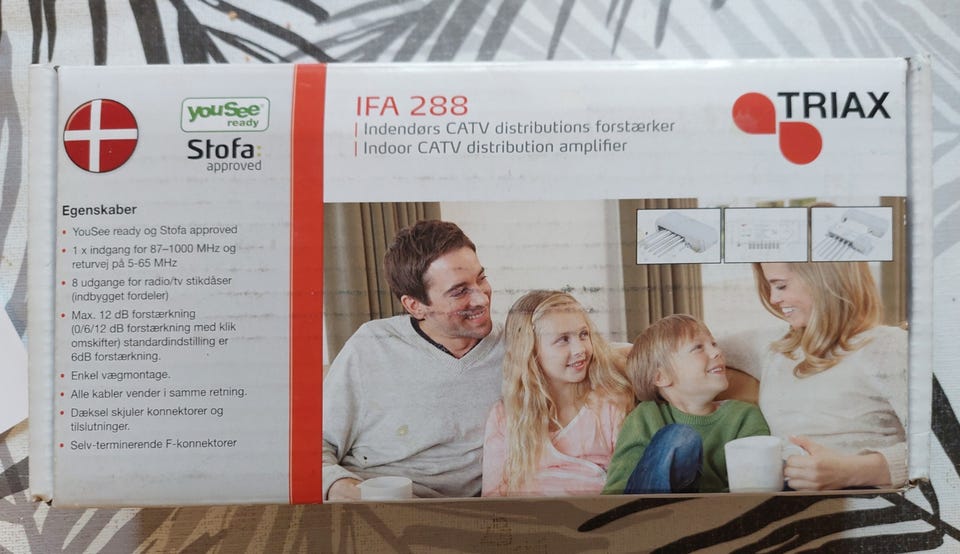 youSee
ready
Stofa:
approved
IFA 288
Indendørs CATV distributions forstærker
Indoor CATV distribution amplifier
TRIAX
Egenskaber
• YouSee ready og Stofa approved
• 1 x indgang for 87–1000 MHz og
returvej på 5-65 MHz
• 8 udgange for radio/tv stikdåser
(indbygget fordeler)
• Max. 12 dB forstærkning
(0/6/12 dB forstærkning med klik
omskifter) standardindstilling er
6dB forstærkning.
• Enkel vægmontage.
• Alle kabler vender i samme retning.
• Dæksel skjuler konnektorer og
tilslutninger.
• Selv-terminerende F-konnektorer